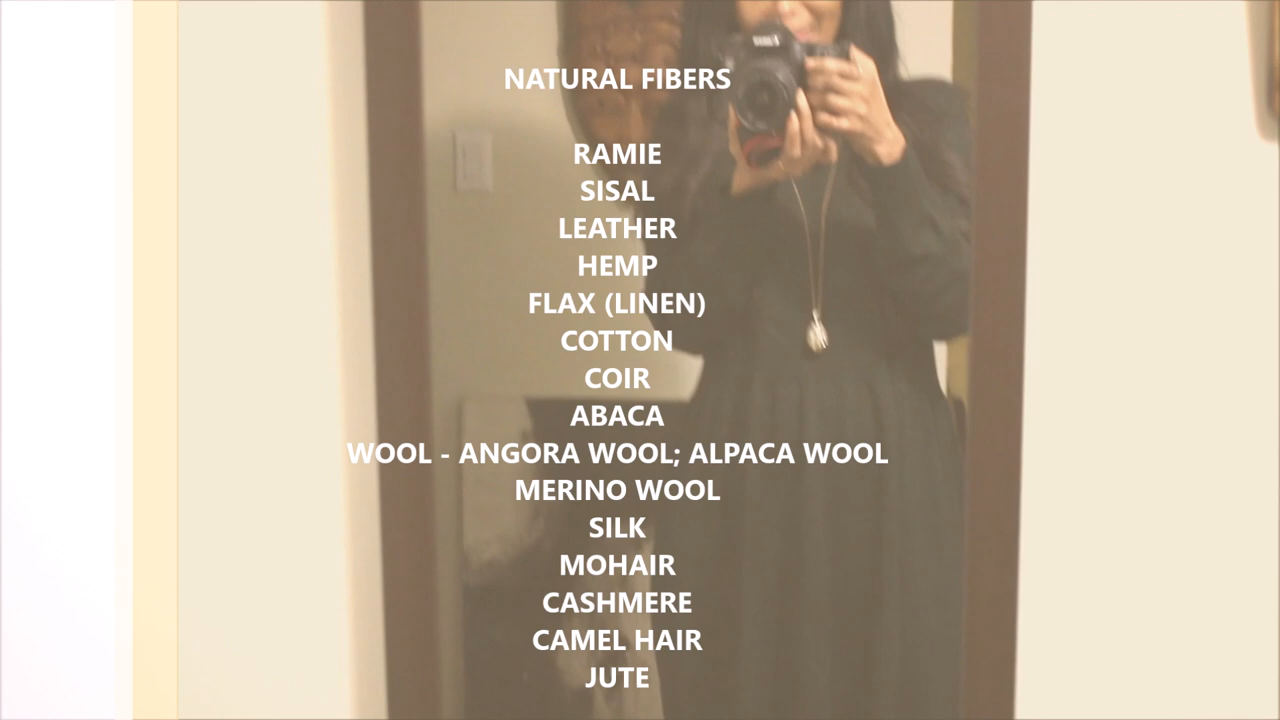 NATURAL FIBERS
RAMIE
SISAL
LEATHER
HEMP
FLAX (LINEN)
COTTON
COIR
ABACA
WOOL - ANGORA WOOL; ALPACA WOOL
MERINO WOOL
SILK
MOHAIR
CASHMERE
CAMEL HAIR
JUTE